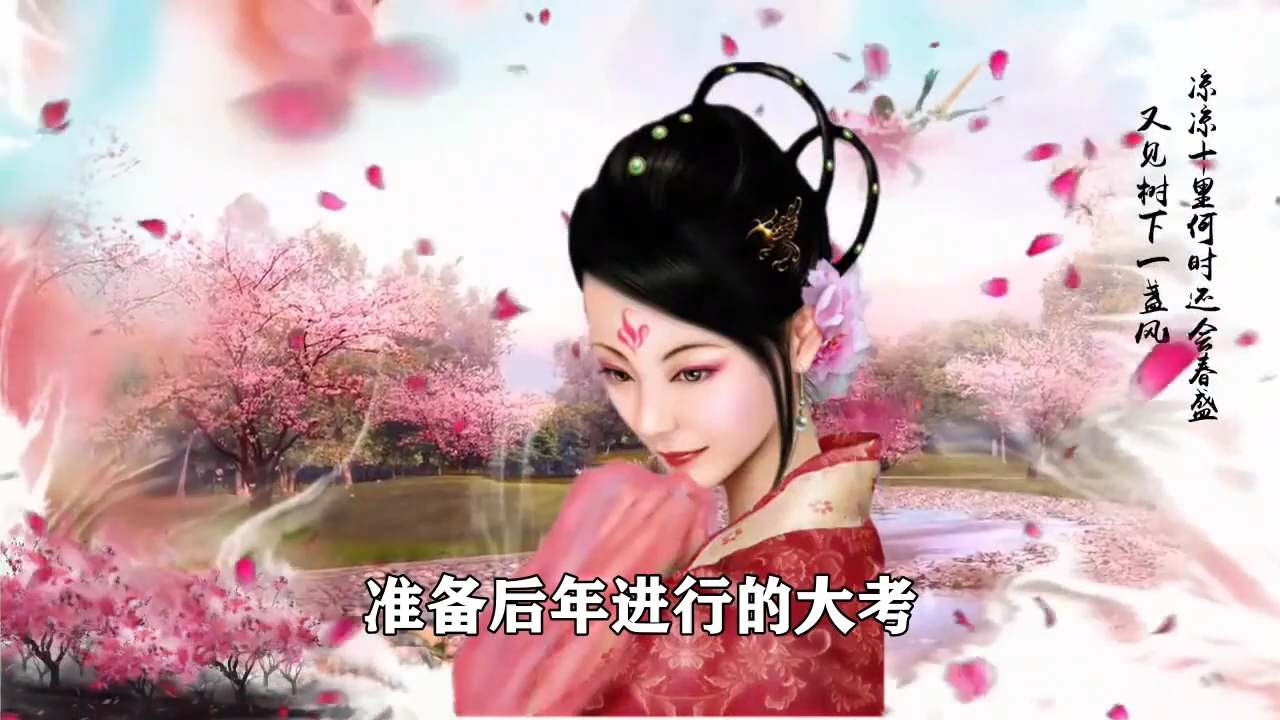 凉凉十里何时还会春盛
又见树下一盏风
准备后年进行的大考